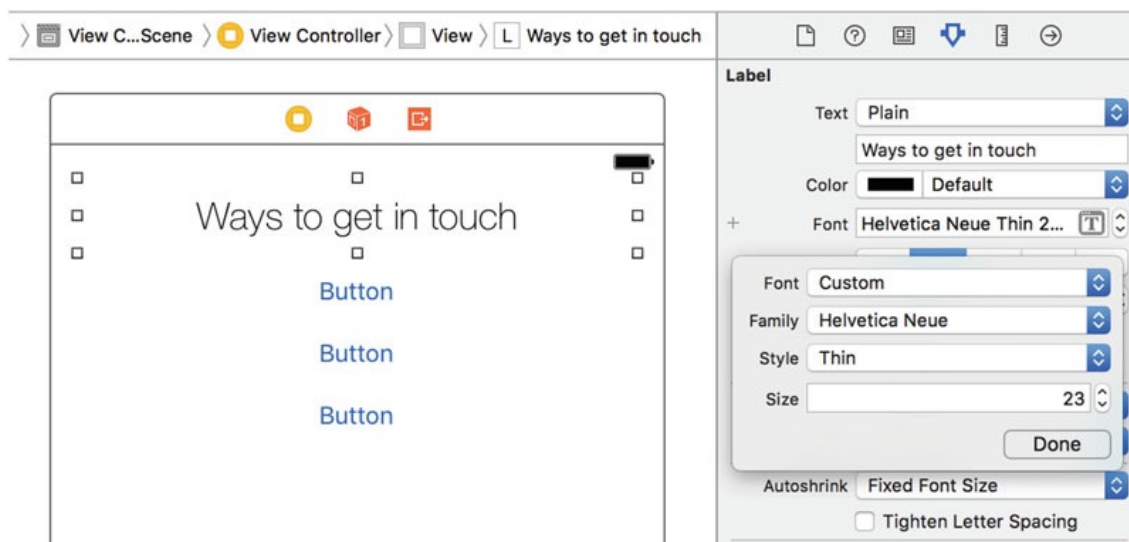 View C...Scene View Controller View L Ways to get in touch
Ways to get in touch
Button
Button
Button
Label
Text Plain
Ways to get in touch
Color Default
Font Helvetica Neue Thin 2... T
Font Custom
Family Helvetica Neue
Style Thin
Size 23
Done
Autoshrink Fixed Font Size
Tighten Letter Spacing